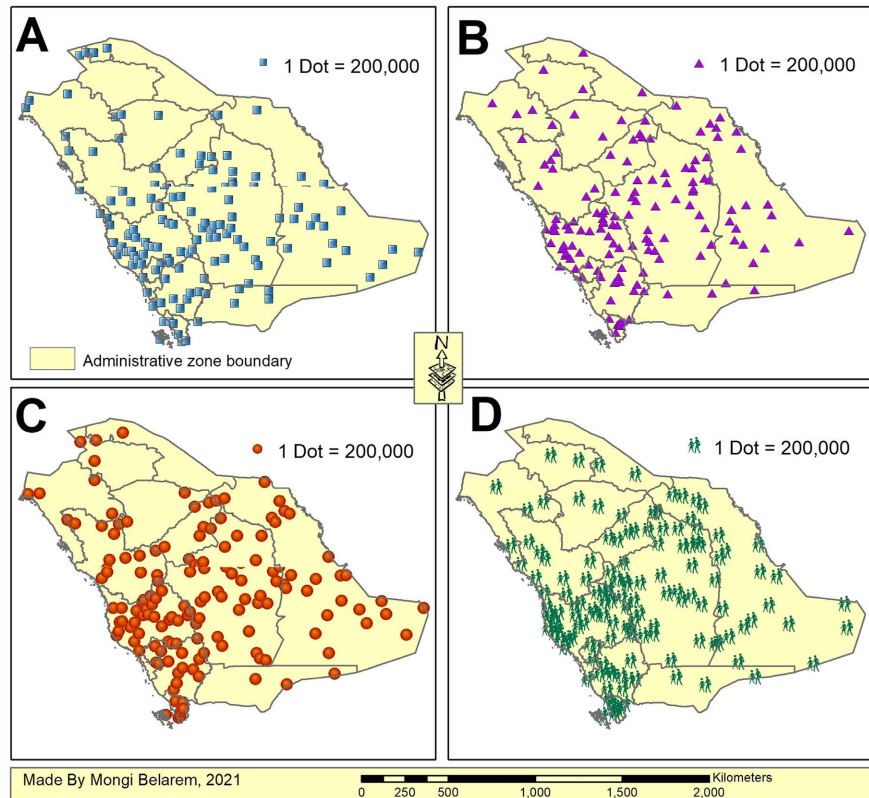 A
1 Dot = 200,000
B
1 Dot = 200,000
Administrative zone boundary
N
C
1 Dot = 200,000
D
1 Dot = 200,000
Made By Mongi Belarem, 2021
Kilometers
0 250 500 1,000 1,500 2,000